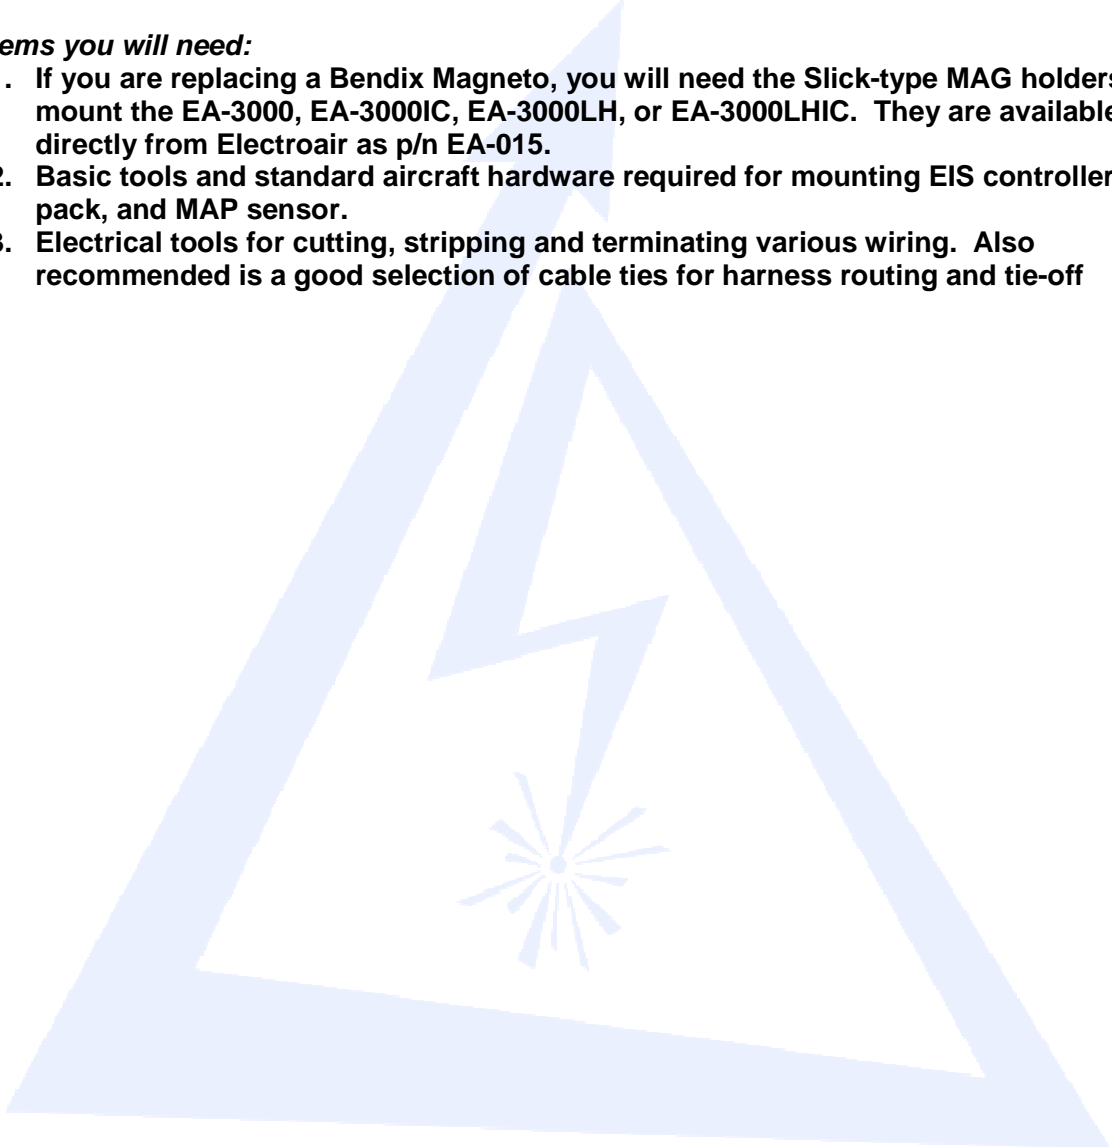 ems you will need:
. If you are replacing a Bendix Magneto, you will need the Slick-type MAG holders
mount the EA-3000, EA-3000IC, EA-3000LH, or EA-3000LHIC.  They are available
directly from Electroair as p/n EA-015.
2. Basic tools and standard aircraft hardware required for mounting EIS controller
pack, and MAP sensor.
3. Electrical tools for cutting, stripping and terminating various wiring.  Also
recommended is a good selection of cable ties for harness routing and tie-off